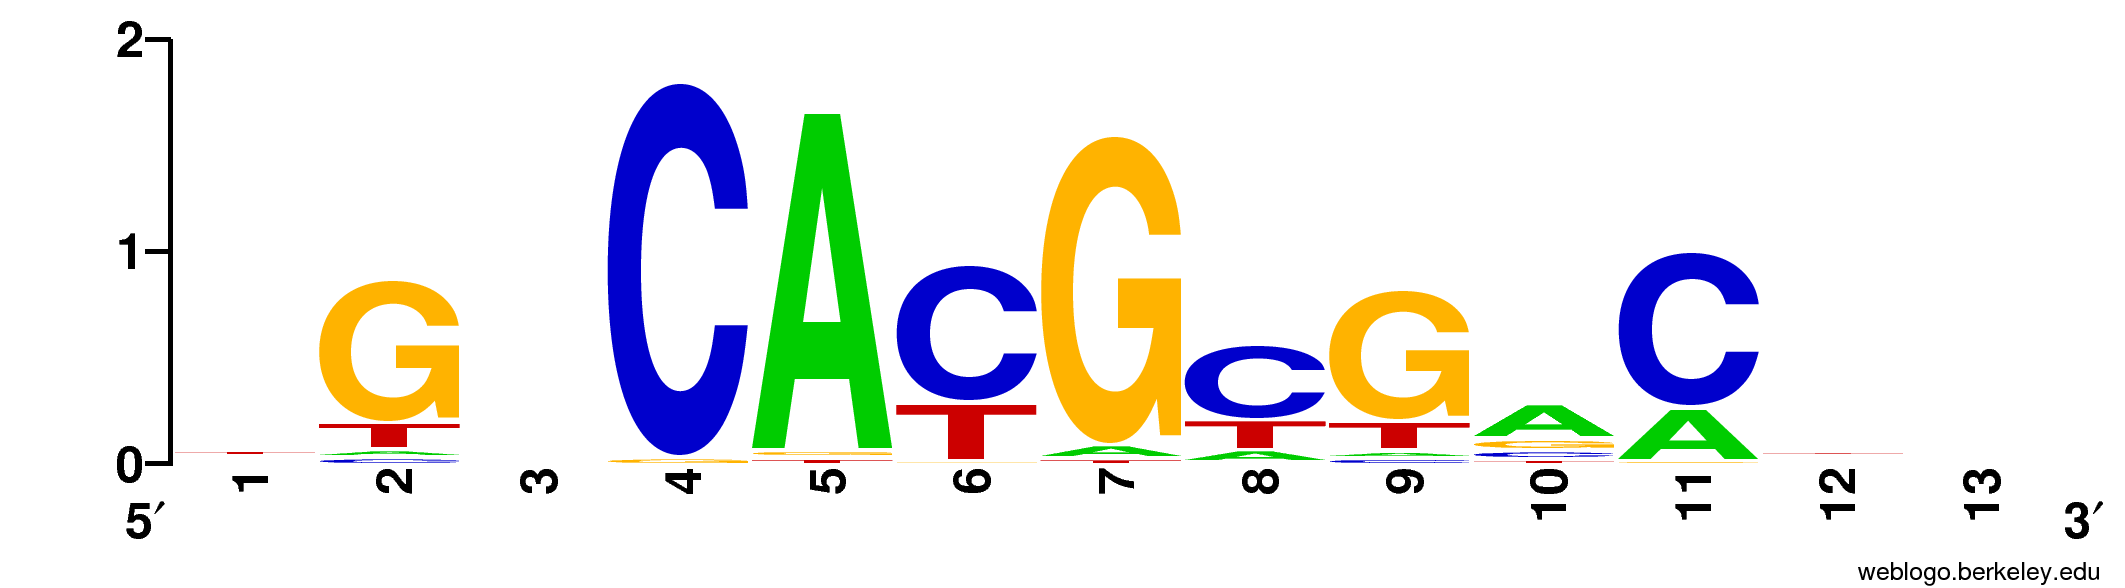 2
1
0
G T A C
C G
A G T
C T G
G A T
C T A
G T A C
A G C T
C A G
1 2 3 4 5 6 7 8 9 10 11 12 13
5′ 3′
weblogo.berkeley.edu